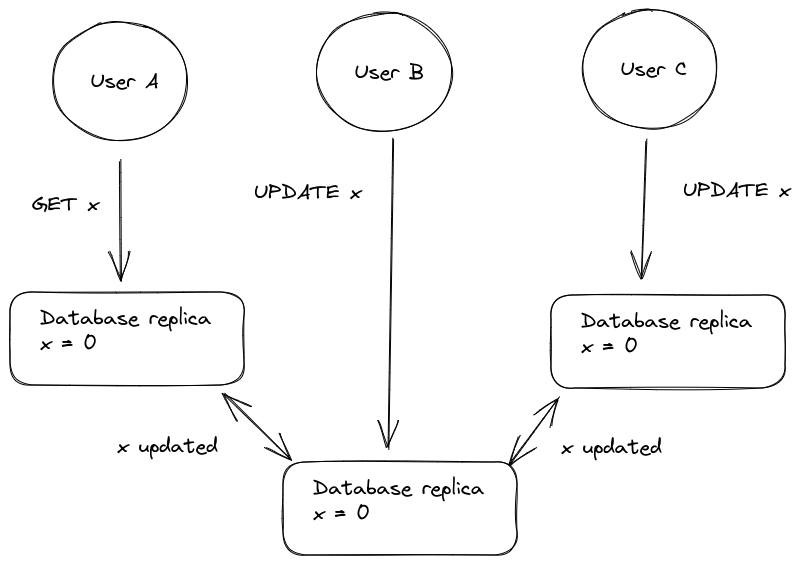 User A
User B
User C
GET x
UPDATE x
UPDATE x
Database replica
x = 0
Database replica
x = 0
x updated
x updated
Database replica
x = 0